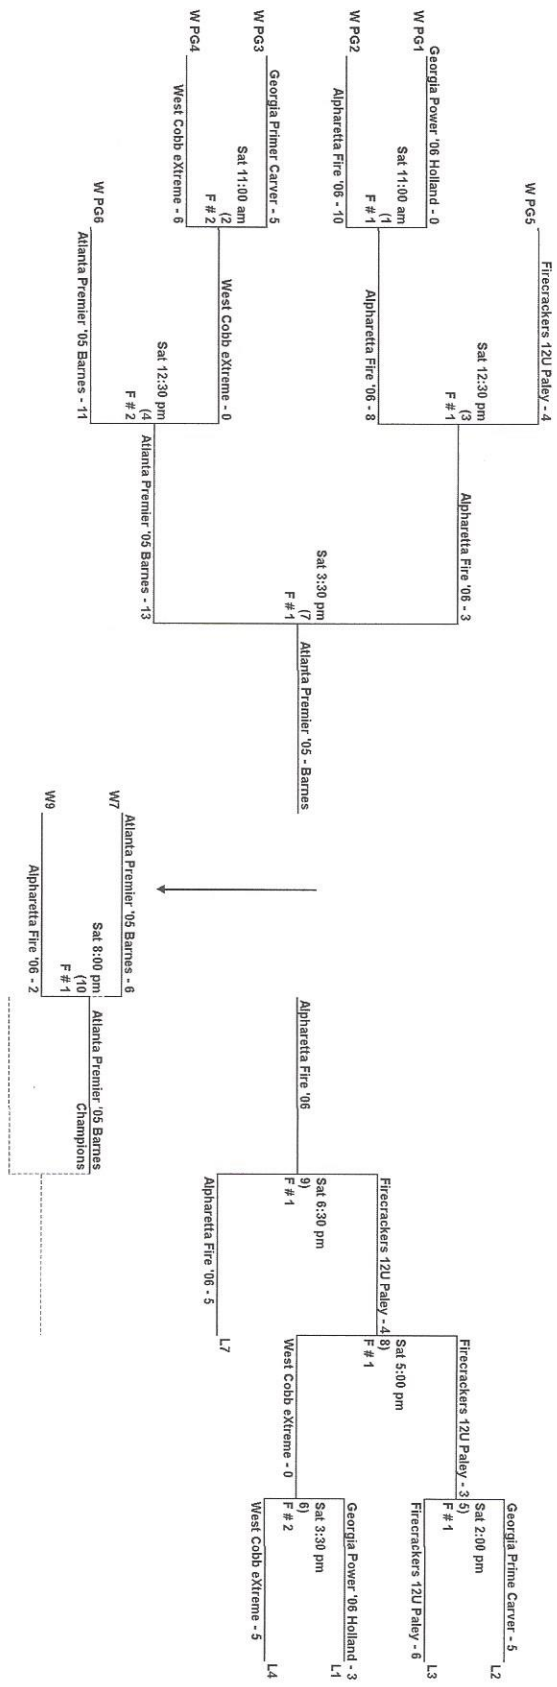 Firecrackers 12U Paley - 4
W PG5
Sat 12:30 pm
(3
F # 1
Alpharetta Fire '06 - 3
Georgia Power '06 Holland - 0
W PG1
Sat 11:00 am
(1
F # 1
Alpharetta Fire '06 - 8
W PG2
Alpharetta Fire '06 - 10
Sat 3:30 pm
(7
F # 1
Atlanta Premier '05 - Barnes
Georgia Primer Carver - 5
W PG3
Sat 11:00 am
(2
F # 2
West Cobb eXtreme - 0
W PG4
West Cobb eXtreme - 6
Sat 12:30 pm
(4
F # 2
Atlanta Premier '05 Barnes - 13
W PG6
Atlanta Premier '05 Barnes - 11
Georgia Prime Carver - 5
L2
Sat 2:00 pm
5)
F # 1
Firecrackers 12U Paley - 3
Firecrackers 12U Paley - 6
L3
Sat 5:00 pm
8)
F # 1
Firecrackers 12U Paley - 4
Georgia Power '06 Holland - 3
L1
Sat 3:30 pm
6)
F # 2
West Cobb eXtreme - 0
West Cobb eXtreme - 5
L4
Sat 6:30 pm
9)
F # 1
Alpharetta Fire '06
Alpharetta Fire '06 - 5
L7
Atlanta Premier '05 Barnes - 6
W7
Sat 8:00 pm
(10
F # 1
Atlanta Premier '05 Barnes
Champions
W9
Alpharetta Fire '06 - 2